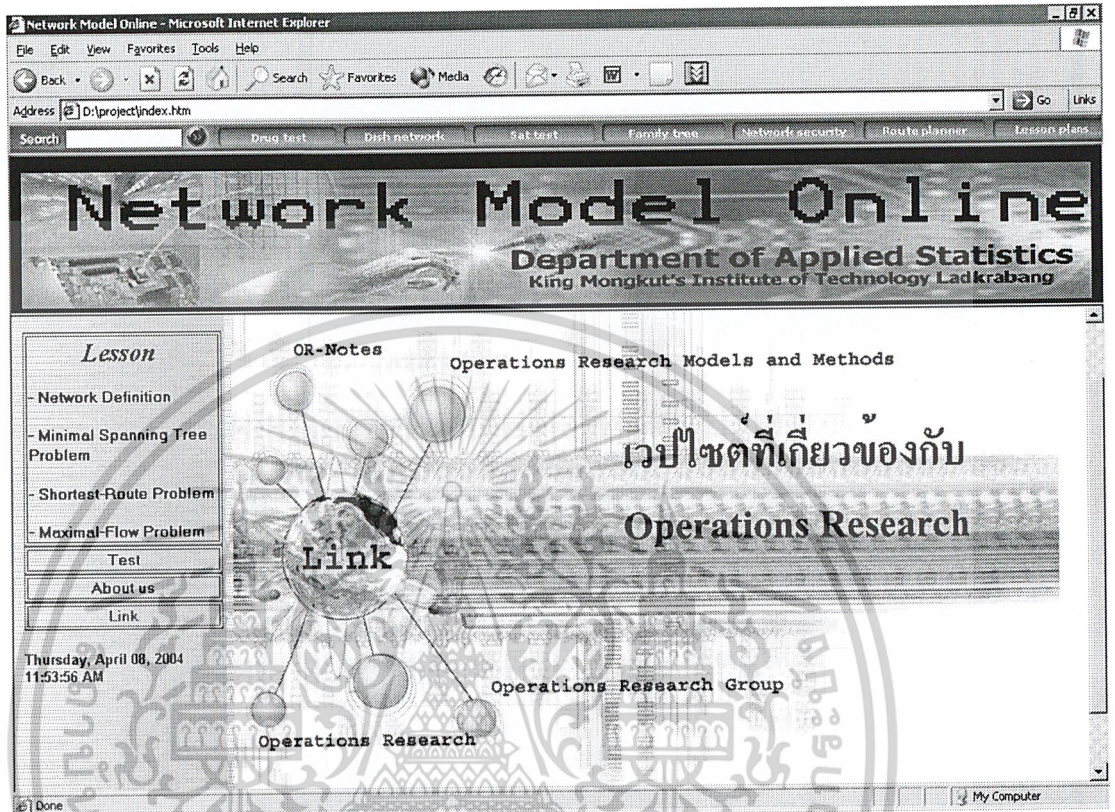 Network Model Online - Microsoft Internet Explorer
File Edit View Favorites Tools Help
Back Search Favorites Media
Address D:\project\index.htm Go Links
Search Drug test Dish network Sat test Family tree Network security Route planner Lesson plans
Network Model Online
Department of Applied Statistics
King Mongkut's Institute of Technology Ladkrabang
Lesson
- Network Definition
- Minimal Spanning Tree
Problem
- Shortest-Route Problem
- Maximal-Flow Problem
Test
About us
Link
Thursday, April 08, 2004
11:53:56 AM
OR-Notes
Operations Research Models and Methods
เวปไซต์ที่เกี่ยวข้องกับ
Operations Research
Link
Operations Research Group
Operations Research
Done
My Computer